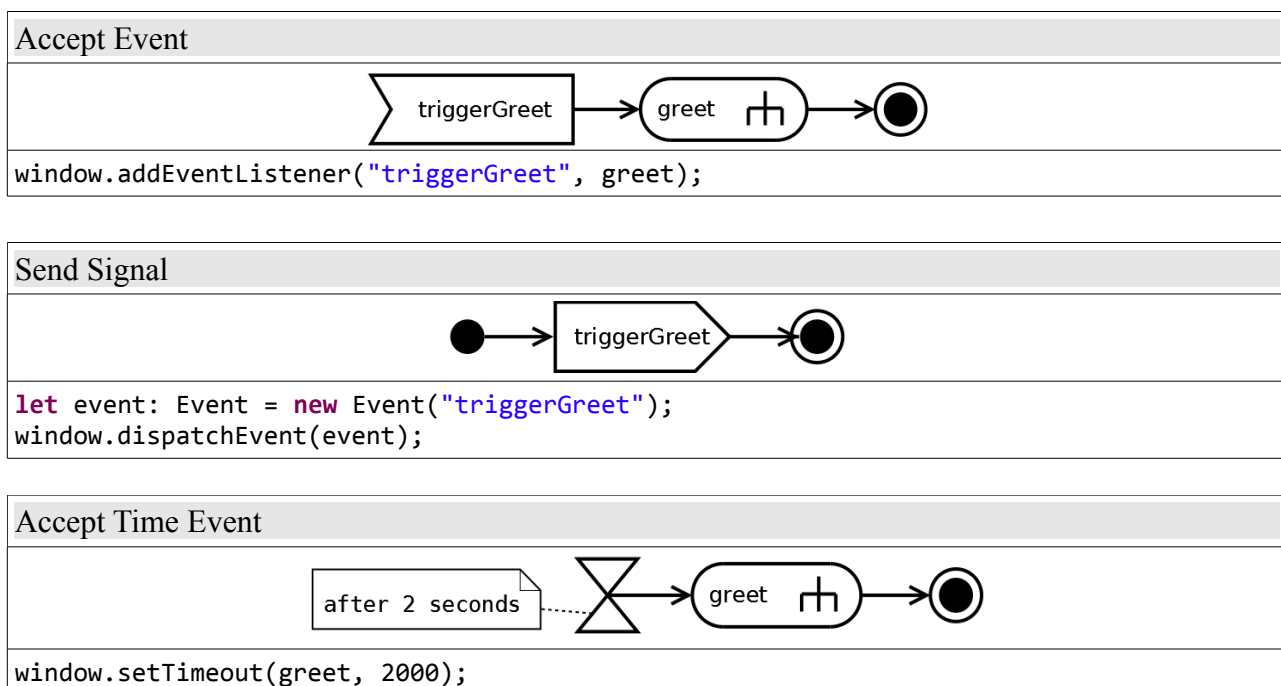 Accept Event
triggerGreet greet
window.addEventListener("triggerGreet", greet);
Send Signal
triggerGreet
let event: Event = new Event("triggerGreet");
window.dispatchEvent(event);
Accept Time Event
after 2 seconds greet
window.setTimeout(greet, 2000);